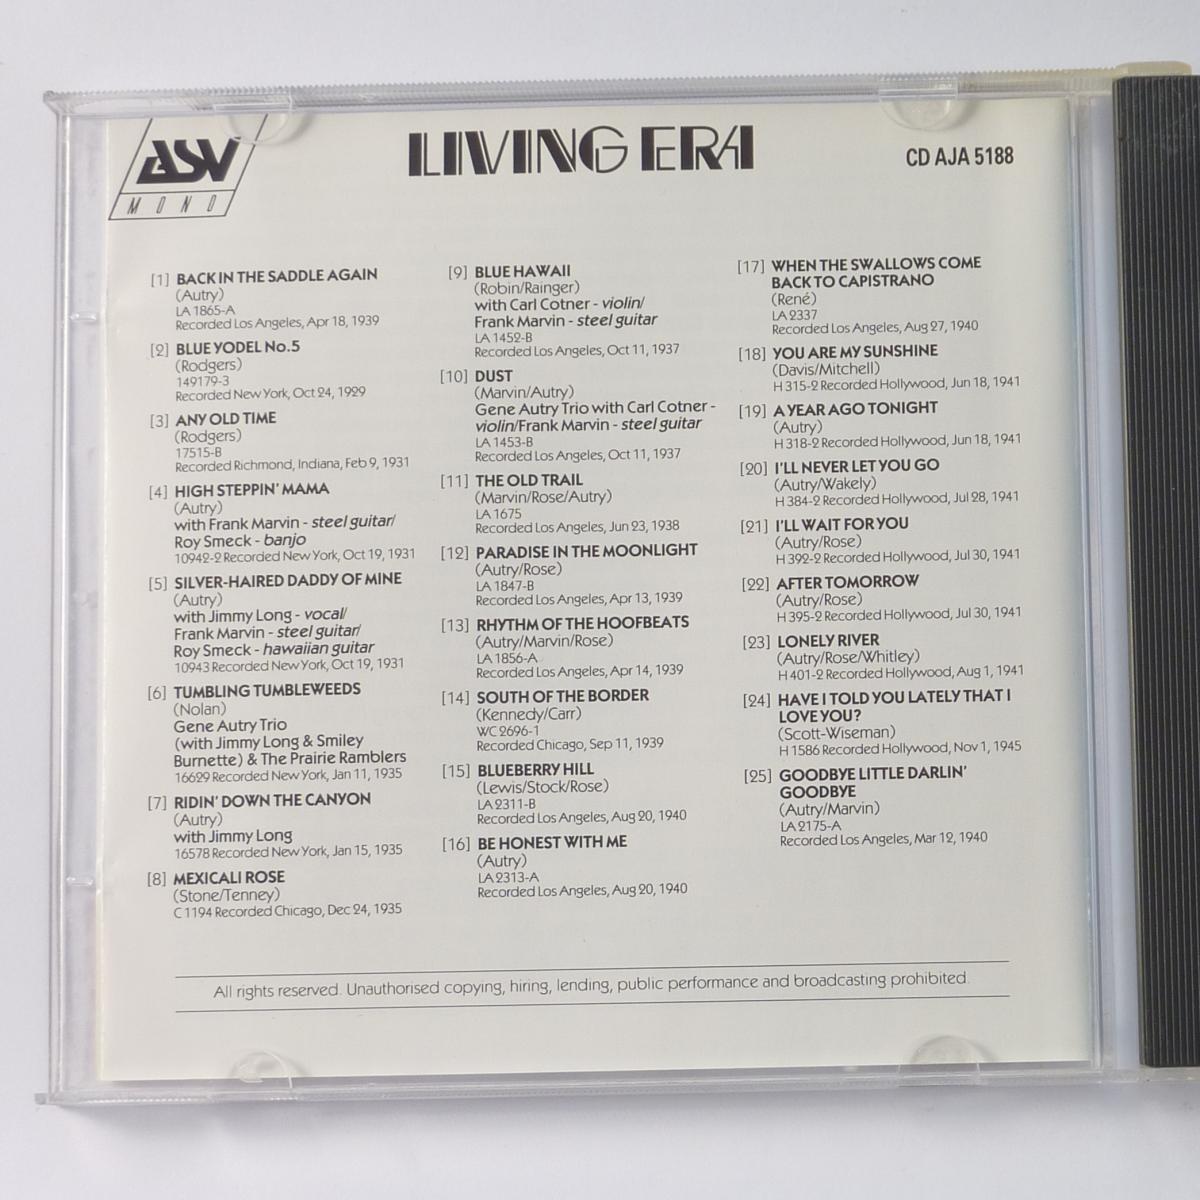 ASV
MONO
LIVING ERA
CD AJA 5188
[1] BACK IN THE SADDLE AGAIN
(Autry)
LA 1865-A
Recorded Los Angeles, Apr 18, 1939
[2] BLUE YODEL No.5
(Rodgers)
149179-3
Recorded New York, Oct 24, 1929
[3] ANY OLD TIME
(Rodgers)
17515-B
Recorded Richmond, Indiana, Feb 9, 1931
[4] HIGH STEPPIN' MAMA
(Autry)
with Frank Marvin - steel guitar/
Roy Smeck - banjo
10942-2 Recorded New York, Oct 19, 1931
[5] SILVER-HAIRED DADDY OF MINE
(Autry)
with Jimmy Long - vocal/
Frank Marvin - steel guitar/
Roy Smeck - hawaiian guitar
10943 Recorded New York, Oct 19, 1931
[6] TUMBLING TUMBLEWEEDS
(Nolan)
Gene Autry Trio
(with Jimmy Long & Smiley
Burnette) & The Prairie Ramblers
16629 Recorded New York, Jan 11, 1935
[7] RIDIN' DOWN THE CANYON
(Autry)
with Jimmy Long
16578 Recorded New York, Jan 15, 1935
[8] MEXICALI ROSE
(Stone/Tenney)
C 1194 Recorded Chicago, Dec 24, 1935
[9] BLUE HAWAII
(Robin/Rainger)
with Carl Cotner - violin/
Frank Marvin - steel guitar
LA 1452-B
Recorded Los Angeles, Oct 11, 1937
[10] DUST
(Marvin/Autry)
Gene Autry Trio with Carl Cotner -
violin/Frank Marvin - steel guitar
LA 1453-B
Recorded Los Angeles, Oct 11, 1937
[11] THE OLD TRAIL
(Marvin/Rose/Autry)
LA 1675
Recorded Los Angeles, Jun 23, 1938
[12] PARADISE IN THE MOONLIGHT
(Autry/Rose)
LA 1847-B
Recorded Los Angeles, Apr 13, 1939
[13] RHYTHM OF THE HOOFBEATS
(Autry/Marvin/Rose)
LA 1856-A
Recorded Los Angeles, Apr 14, 1939
[14] SOUTH OF THE BORDER
(Kennedy/Carr)
WC 2696-1
Recorded Chicago, Sep 11, 1939
[15] BLUEBERRY HILL
(Lewis/Stock/Rose)
LA 2311-B
Recorded Los Angeles, Aug 20, 1940
[16] BE HONEST WITH ME
(Autry)
LA 2313-A
Recorded Los Angeles, Aug 20, 1940
[17] WHEN THE SWALLOWS COME
BACK TO CAPISTRANO
(René)
LA 2337
Recorded Los Angeles, Aug 27, 1940
[18] YOU ARE MY SUNSHINE
(Davis/Mitchell)
H 315-2 Recorded Hollywood, Jun 18, 1941
[19] A YEAR AGO TONIGHT
(Autry)
H 318-2 Recorded Hollywood, Jun 18, 1941
[20] I'LL NEVER LET YOU GO
(Autry/Wakely)
H 384-2 Recorded Hollywood, Jul 28, 1941
[21] I'LL WAIT FOR YOU
(Autry/Rose)
H 392-2 Recorded Hollywood, Jul 30, 1941
[22] AFTER TOMORROW
(Autry/Rose)
H 395-2 Recorded Hollywood, Jul 30, 1941
[23] LONELY RIVER
(Autry/Rose/Whitley)
H 401-2 Recorded Hollywood, Aug 1, 1941
[24] HAVE I TOLD YOU LATELY THAT I
LOVE YOU?
(Scott-Wiseman)
H 1586 Recorded Hollywood, Nov 1, 1945
[25] GOODBYE LITTLE DARLIN'
GOODBYE
(Autry/Marvin)
LA 2175-A
Recorded Los Angeles, Mar 12, 1940
All rights reserved. Unauthorised copying, hiring, lending, public performance and broadcasting prohibited.